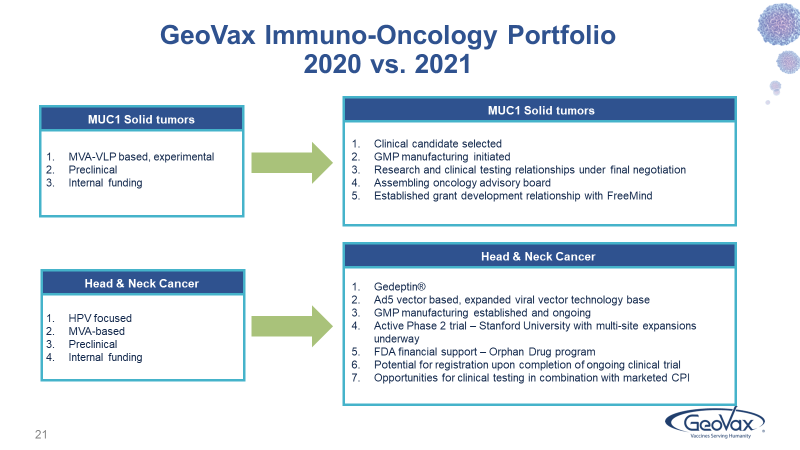 GeoVax Immuno-Oncology Portfolio
2020 vs. 2021
MUC1 Solid tumors
1. MVA-VLP based, experimental
2. Preclinical
3. Internal funding
MUC1 Solid tumors
1. Clinical candidate selected
2. GMP manufacturing initiated
3. Research and clinical testing relationships under final negotiation
4. Assembling oncology advisory board
5. Established grant development relationship with FreeMind
Head & Neck Cancer
1. HPV focused
2. MVA-based
3. Preclinical
4. Internal funding
Head & Neck Cancer
1. Gedeptin®
2. Ad5 vector based, expanded viral vector technology base
3. GMP manufacturing established and ongoing
4. Active Phase 2 trial – Stanford University with multi-site expansions
underway
5. FDA financial support – Orphan Drug program
6. Potential for registration upon completion of ongoing clinical trial
7. Opportunities for clinical testing in combination with marketed CPI
21
GeoVax®
Vaccines Serving Humanity